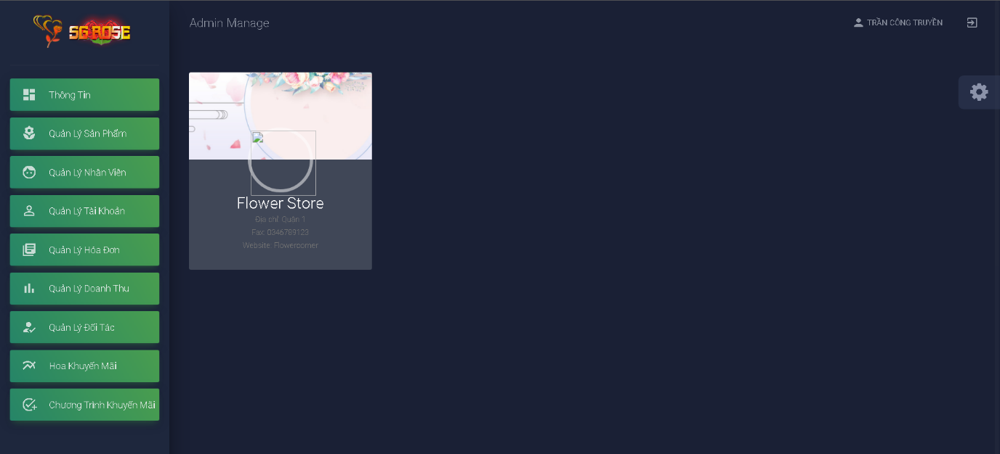 SG ROSE
Admin Manage
TRẦN CÔNG TRUYỀN
Thông Tin
Quản Lý Sản Phẩm
Quản Lý Nhân Viên
Quản Lý Tài Khoản
Quản Lý Hóa Đơn
Quản Lý Doanh Thu
Quản Lý Đối Tác
Hoa Khuyến Mãi
Chương Trình Khuyến Mãi
Flower Store
Địa chỉ: Quận 1
Fax: 0346789123
Website: Flowercorner